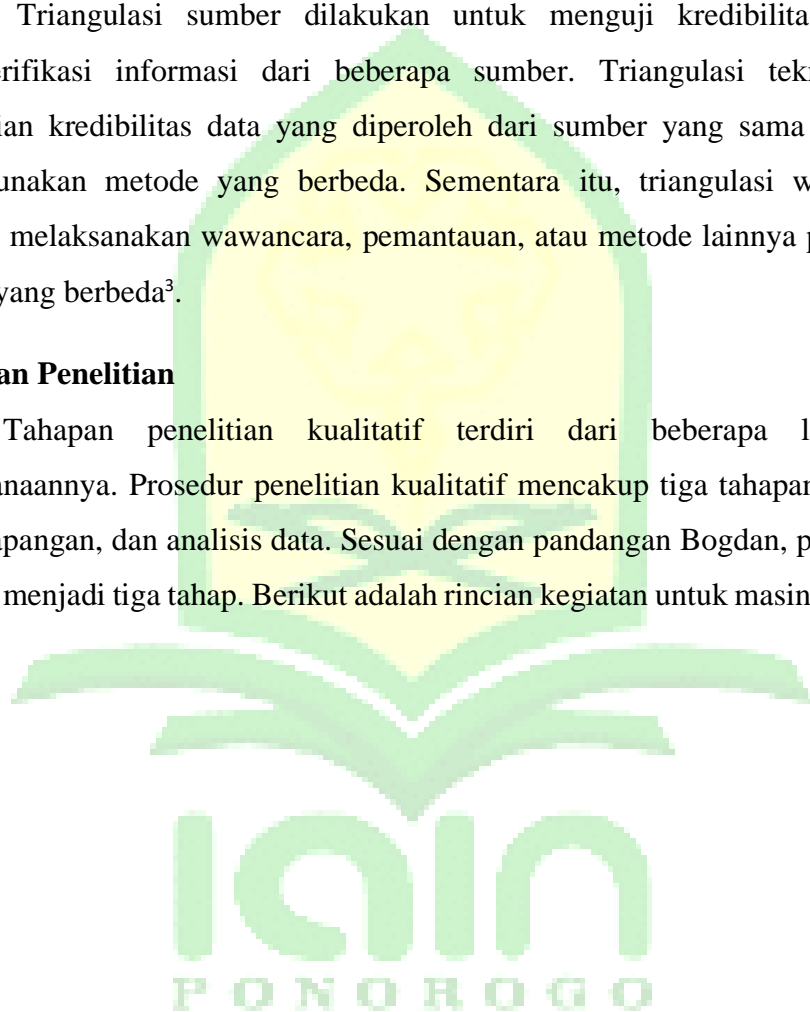 Triangulasi sumber dilakukan untuk menguji kredibilita
erifikasi informasi dari beberapa sumber. Triangulasi tek
ian kredibilitas data yang diperoleh dari sumber yang sama
unakan metode yang berbeda. Sementara itu, triangulasi w
melaksanakan wawancara, pemantauan, atau metode lainnya p
yang berbeda³.
an Penelitian
Tahapan penelitian kualitatif terdiri dari beberapa l
anaannya. Prosedur penelitian kualitatif mencakup tiga tahapan
apangan, dan analisis data. Sesuai dengan pandangan Bogdan, p
menjadi tiga tahap. Berikut adalah rincian kegiatan untuk masin
iain
PONOROGO